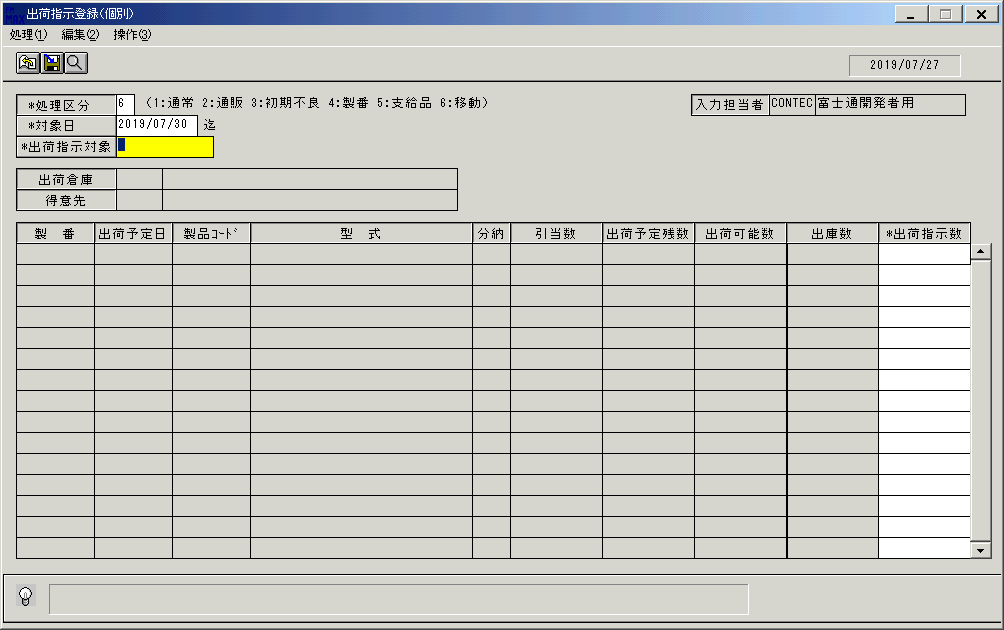 出荷指示登録(個別)
処理(1) 編集(2) 操作(3)
2019/07/27
*処理区分 6 (1:通常 2:通販 3:初期不良 4:製番 5:支給品 6:移動) 入力担当者 CONTEC 富士通開発者用
*対象日 2019/07/30 迄
*出荷指示対象
出荷倉庫
得意先
製 番 出荷予定日 製品コード 型 式 分納 引当数 出荷予定残数 出荷可能数 出庫数 *出荷指示数